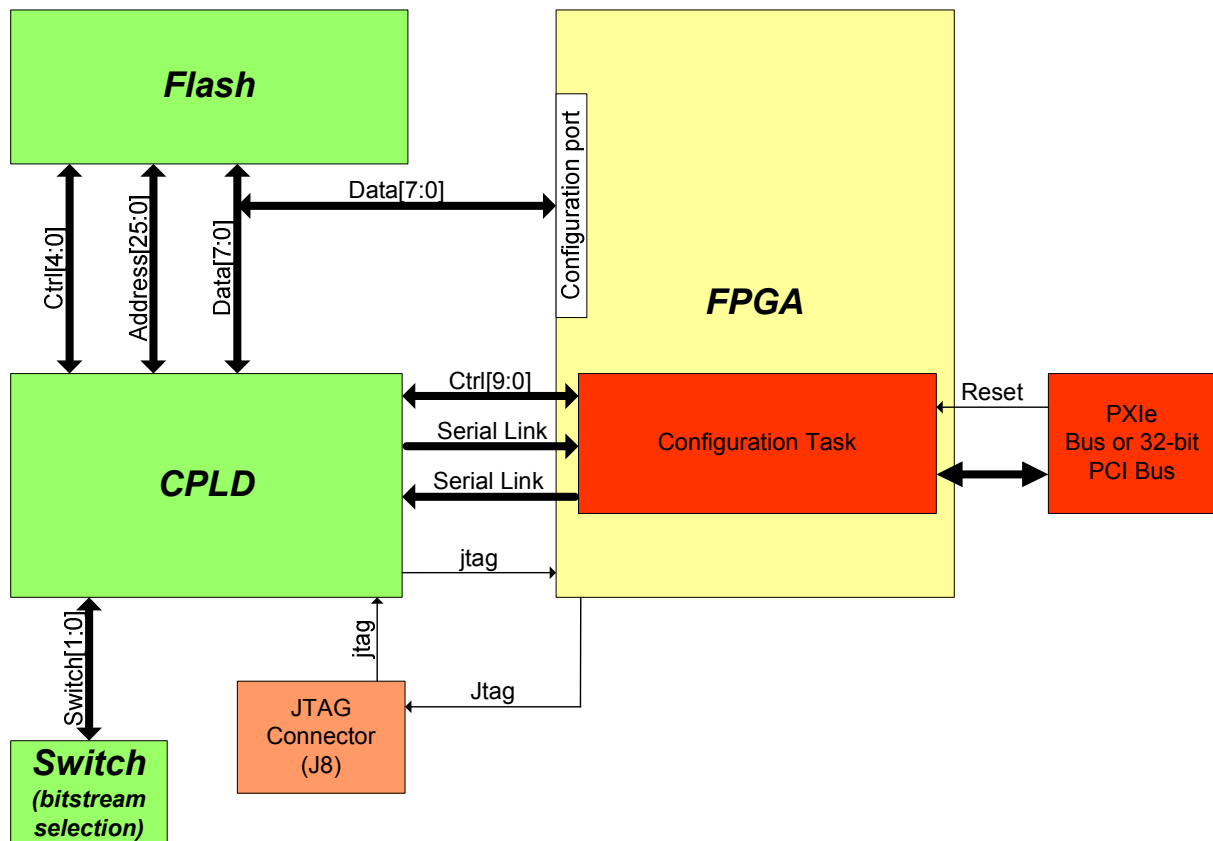 Flash
Configuration port
Data[7:0]
Ctrl[4:0]
Address[25:0]
Data[7:0]
FPGA
Ctrl[9:0]
Serial Link
Serial Link
CPLD
Configuration Task
Reset
PXIe
Bus or 32-bit
PCI Bus
jtag
jtag
Jtag
Switch[1:0]
JTAG
Connector
(J8)
Switch
(bitstream
selection)